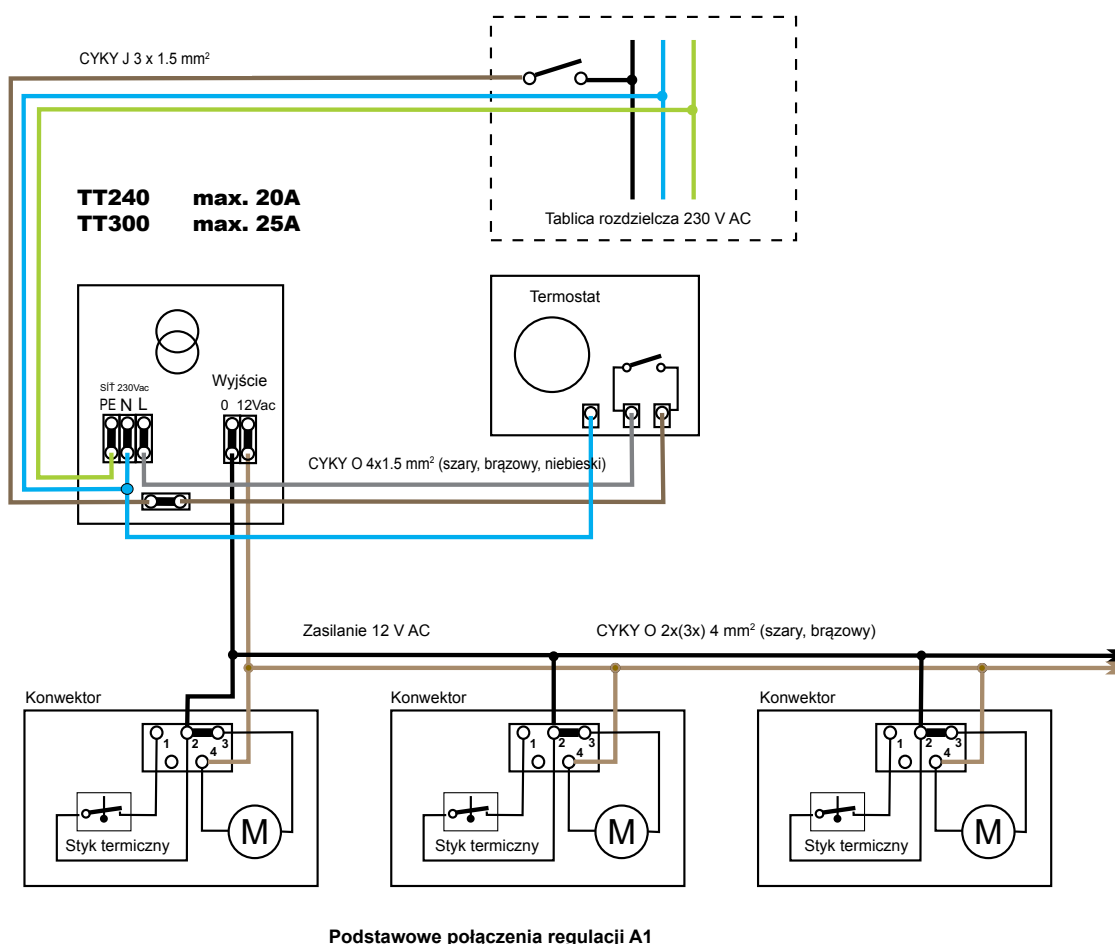 CYKY J 3 x 1.5 mm²
TT240 max. 20A
TT300 max. 25A
Tablica rozdzielcza 230 V AC
Termostat
SÍŤ 230Vac
Wyjście
PE N L
0 12Vac
CYKY O 4x1.5 mm² (szary, brązowy, niebieski)
Zasilanie 12 V AC
CYKY O 2x(3x) 4 mm² (szary, brązowy)
Konwektor
Konwektor
Konwektor
1 2 3
4
1 2 3
4
1 2 3
4
M
M
M
Styk termiczny
Styk termiczny
Styk termiczny
Podstawowe połączenia regulacji A1